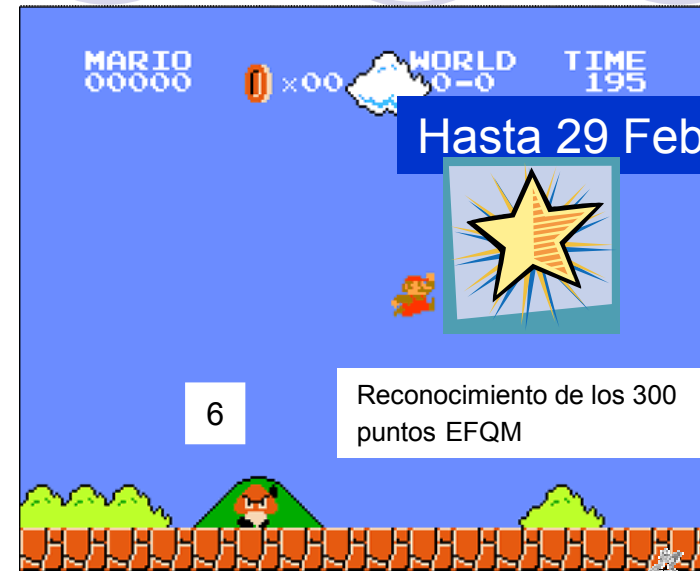 MARIO WORLD TIME
00000 ×00 0-0 195
Hasta 29 Feb
6
Reconocimiento de los 300
puntos EFQM